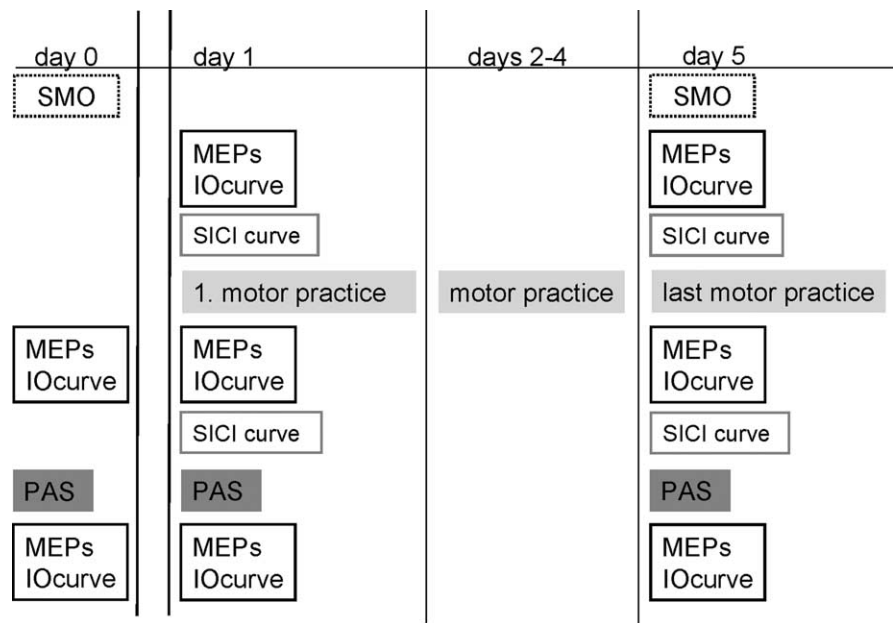 day 0 day 1 days 2-4 day 5
SMO SMO
MEPs MEPs
IOcurve IOcurve
SICI curve SICI curve
1. motor practice motor practice last motor practice
MEPs MEPs MEPs
IOcurve IOcurve IOcurve
SICI curve SICI curve
PAS PAS PAS
MEPs MEPs MEPs
IOcurve IOcurve IOcurve